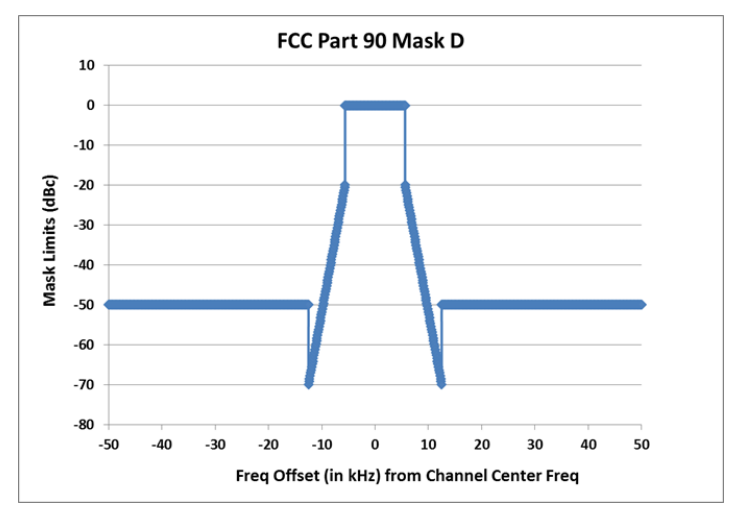 FCC Part 90 Mask D
10
0
-10
-20
-30
-40
-50
-60
-70
-80
Mask Limits (dBc)
-50 -40 -30 -20 -10 0 10 20 30 40 50
Freq Offset (in kHz) from Channel Center Freq